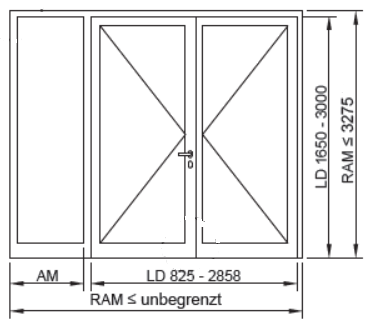 LD 1650 - 3000
RAM ≤ 3275
AM
LD 825 - 2858
RAM ≤ unbegrenzt